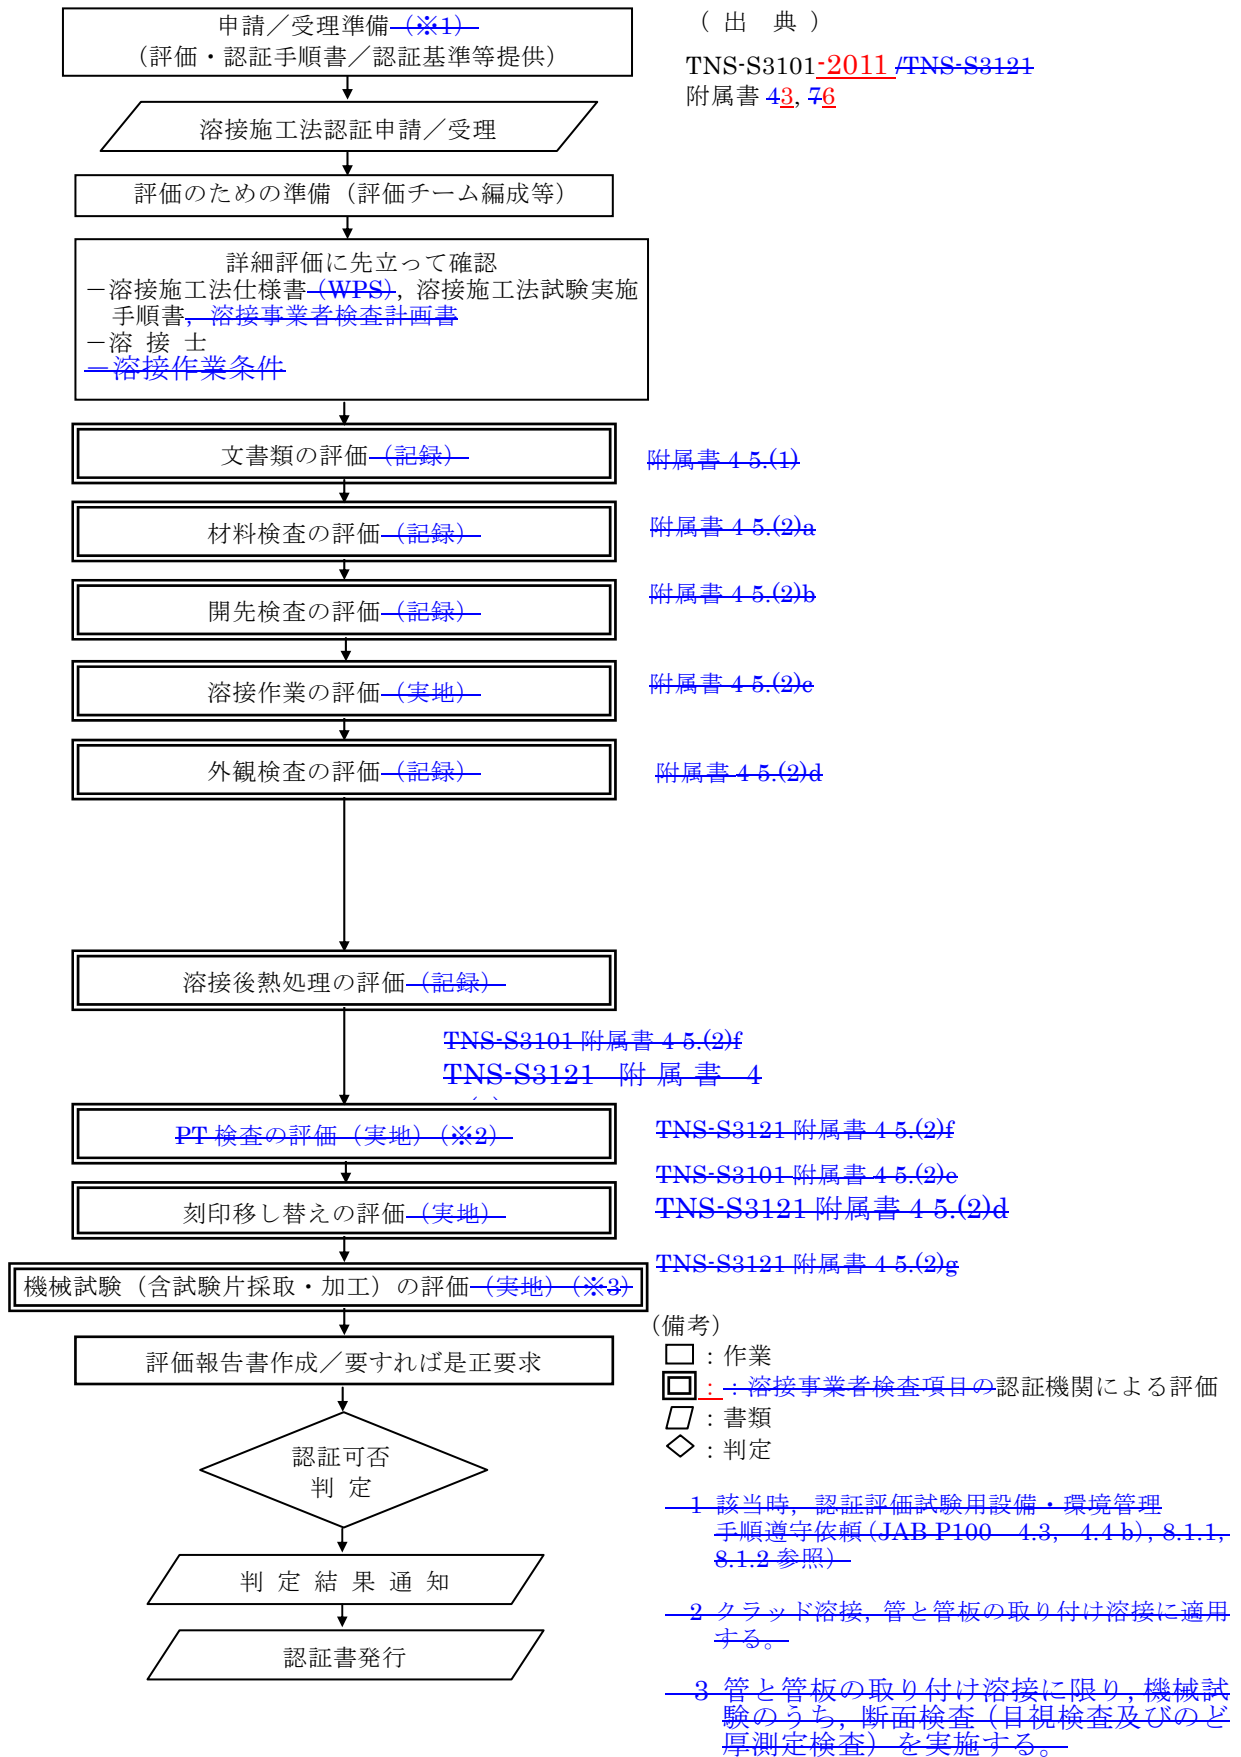 申請／受理準備（※1）
（評価・認証手順書／認証基準等提供）
（ 出　典 ）
TNS-S3101-2011 /TNS-S3121
附属書 43, 76
溶接施工法認証申請／受理
評価のための準備（評価チーム編成等）
詳細評価に先立って確認
－溶接施工法仕様書（WPS），溶接施工法試験実施
手順書，溶接事業者検査計画書
－溶 接 士
－溶接作業条件
文書類の評価（記録）
附属書 4 5.(1)
材料検査の評価（記録）
附属書 4 5.(2)a
開先検査の評価（記録）
附属書 4 5.(2)b
溶接作業の評価（実地）
附属書 4 5.(2)c
外観検査の評価（記録）
附属書 4 5.(2)d
溶接後熱処理の評価（記録）
TNS-S3101 附属書 4 5.(2)f
TNS-S3121 附 属 書 4
PT 検査の評価（実地）（※2）
TNS-S3121 附属書 4 5.(2)f
TNS-S3101 附属書 4 5.(2)e
刻印移し替えの評価（実地）
TNS-S3121 附属書 4 5.(2)d
TNS-S3121 附属書 4 5.(2)g
機械試験（含試験片採取・加工）の評価（実地）（※3）
評価報告書作成／要すれば是正要求
（備考）
：作業
：：溶接事業者検査項目の認証機関による評価
：書類
：判定
認証可否
判 定
判 定 結 果 通 知
認証書発行
1 該当時，認証評価試験用設備・環境管理
手順遵守依頼（JAB P100 4.3, 4.4 b）, 8.1.1,
8.1.2 参照）
2 クラッド溶接，管と管板の取り付け溶接に適用
する。
3 管と管板の取り付け溶接に限り，機械試
験のうち，断面検査（目視検査及びのど
厚測定検査）を実施する。